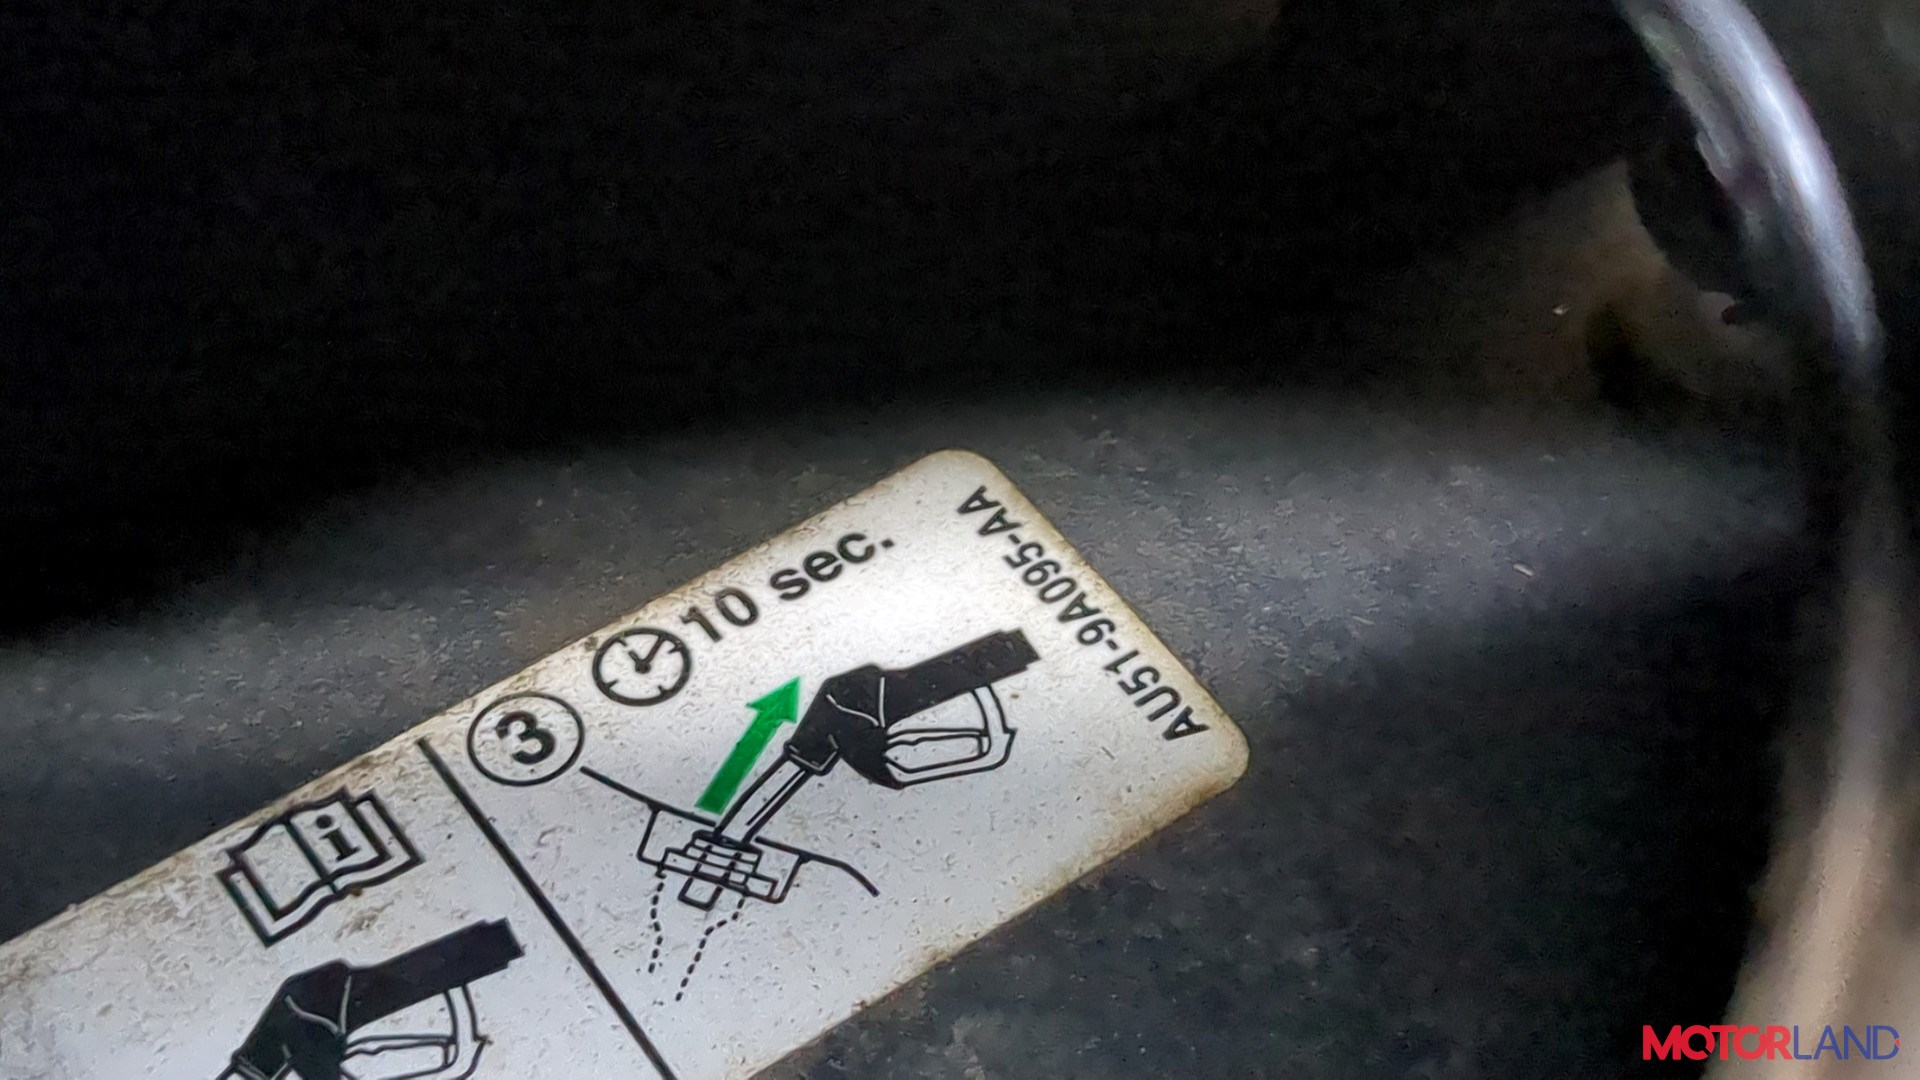 i
3
10 sec.
AU51-9A095-AA
MOTORLAND